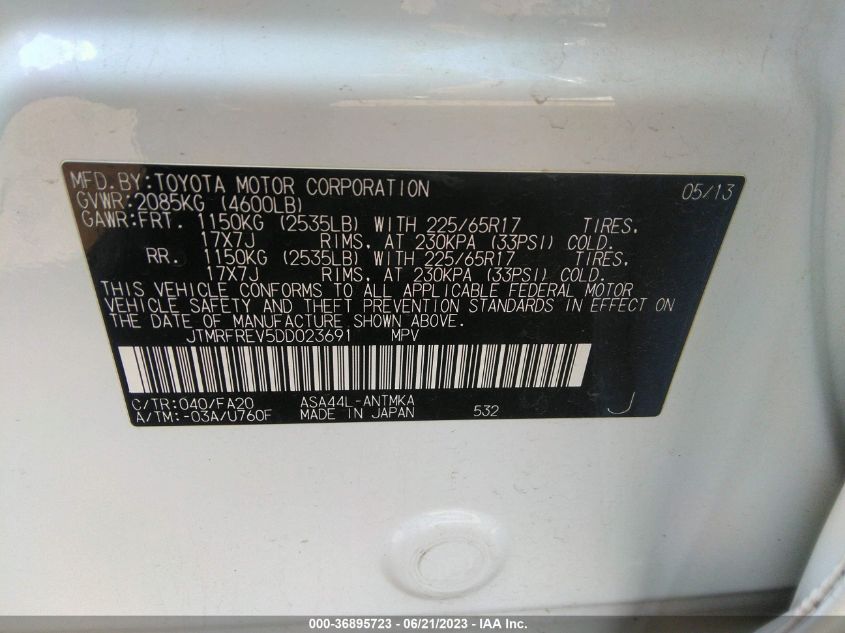 MFD.BY:TOYOTA MOTOR CORPORATION 05/13
GVWR:2085KG (4600LB)
GAWR:FRT. 1150KG (2535LB) WITH 225/65R17 TIRES,
17X7J RIMS, AT 230KPA (33PSI) COLD.
RR. 1150KG (2535LB) WITH 225/65R17 TIRES,
17X7J RIMS, AT 230KPA (33PSI) COLD.
THIS VEHICLE CONFORMS TO ALL APPLICABLE FEDERAL MOTOR
VEHICLE SAFETY AND THEFT PREVENTION STANDARDS IN EFFECT ON
THE DATE OF MANUFACTURE SHOWN ABOVE.
JTMRFREV5DD023691 MPV
C/TR:040/FA20 ASA44L-ANTMKA
A/TM:-03A/U760F MADE IN JAPAN 532 J
000-36895723 - 06/21/2023 - IAA Inc.